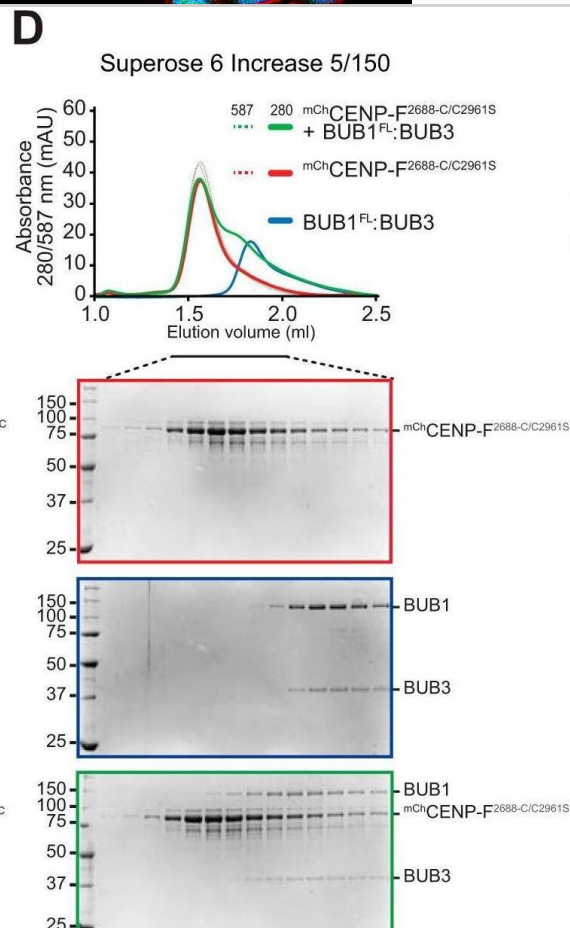 D
Superose 6 Increase 5/150
587 280 mChCENP-F2688-C/C2961S
+ BUB1FL:BUB3
mChCENP-F2688-C/C2961S
BUB1FL:BUB3
Absorbance
280/587 nm (mAU)
60
50
40
30
20
10
0
1.0 1.5 2.0 2.5
Elution volume (ml)
150
100
75
50
37
25
mChCENP-F2688-C/C2961S
c
150
100
75
50
37
25
BUB1
BUB3
150
100
75
50
37
25
BUB1
mChCENP-F2688-C/C2961S
BUB3
c